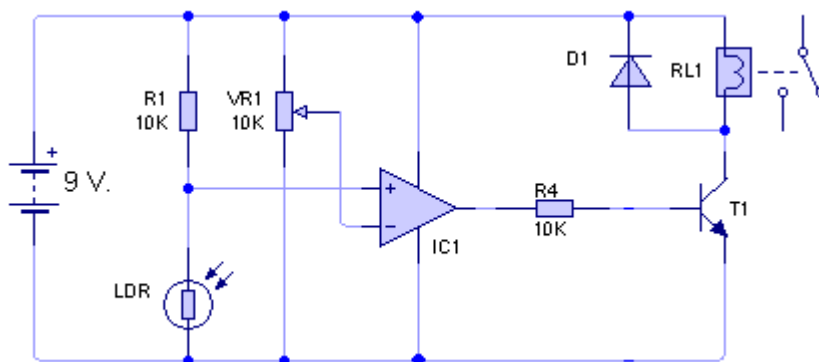 R1
10K
VR1
10K
D1
RL1
+
9 V.
+
−
IC1
R4
10K
T1
LDR